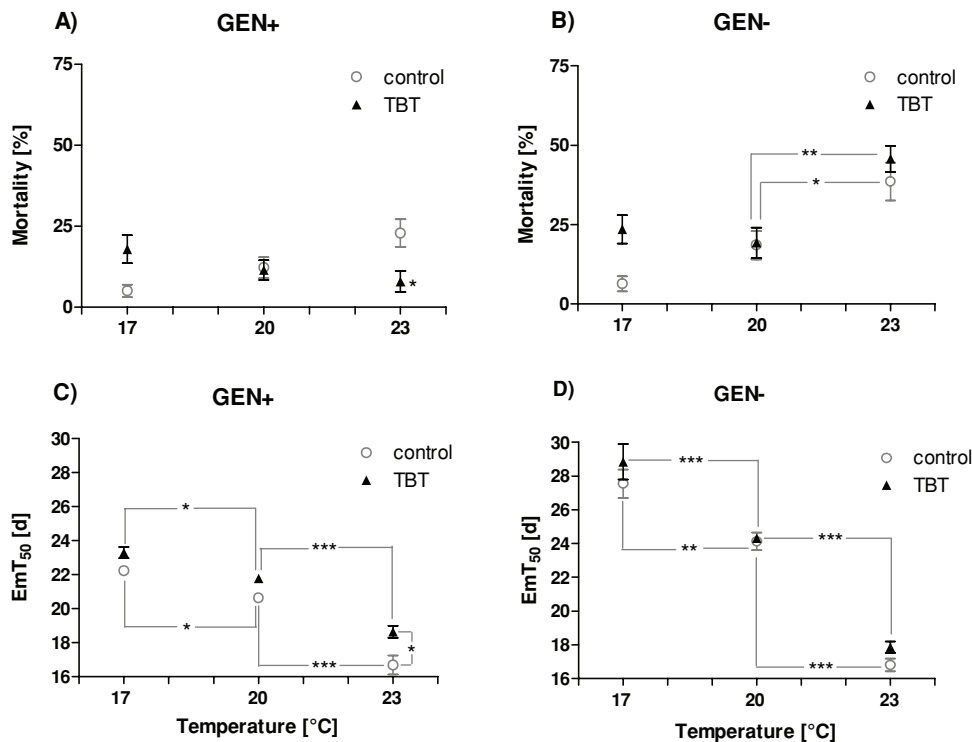 A) GEN+
control
TBT
Mortality [%]
75
50
25
0
*
17 20 23
B) GEN-
control
TBT
Mortality [%]
75
50
25
0
**
*
17 20 23
C) GEN+
control
TBT
EmT50 [d]
30
28
26
24
22
20
18
16
*
***
*
***
*
17 20 23
Temperature [°C]
D) GEN-
control
TBT
EmT50 [d]
30
28
26
24
22
20
18
16
***
***
**
***
17 20 23
Temperature [°C]